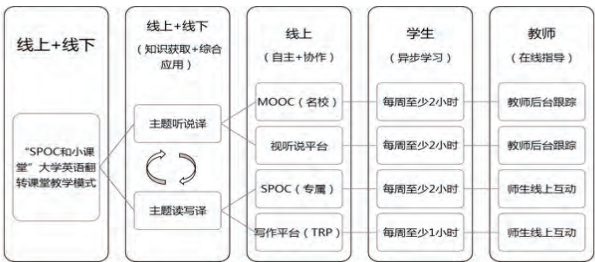 线上+线下
“SPOC和小课
堂”大学英语翻
转课堂教学模式
线上+线下
（知识获取+综合
应用）
主题听说译
主题读写译
线上
（自主+协作）
MOOC（名校）
视听说平台
SPOC（专属）
写作平台（TRP）
学生
（异步学习）
每周至少2小时
每周至少2小时
每周至少2小时
每周至少1小时
教师
（在线指导）
教师后台跟踪
教师后台跟踪
师生线上互动
师生线上互动